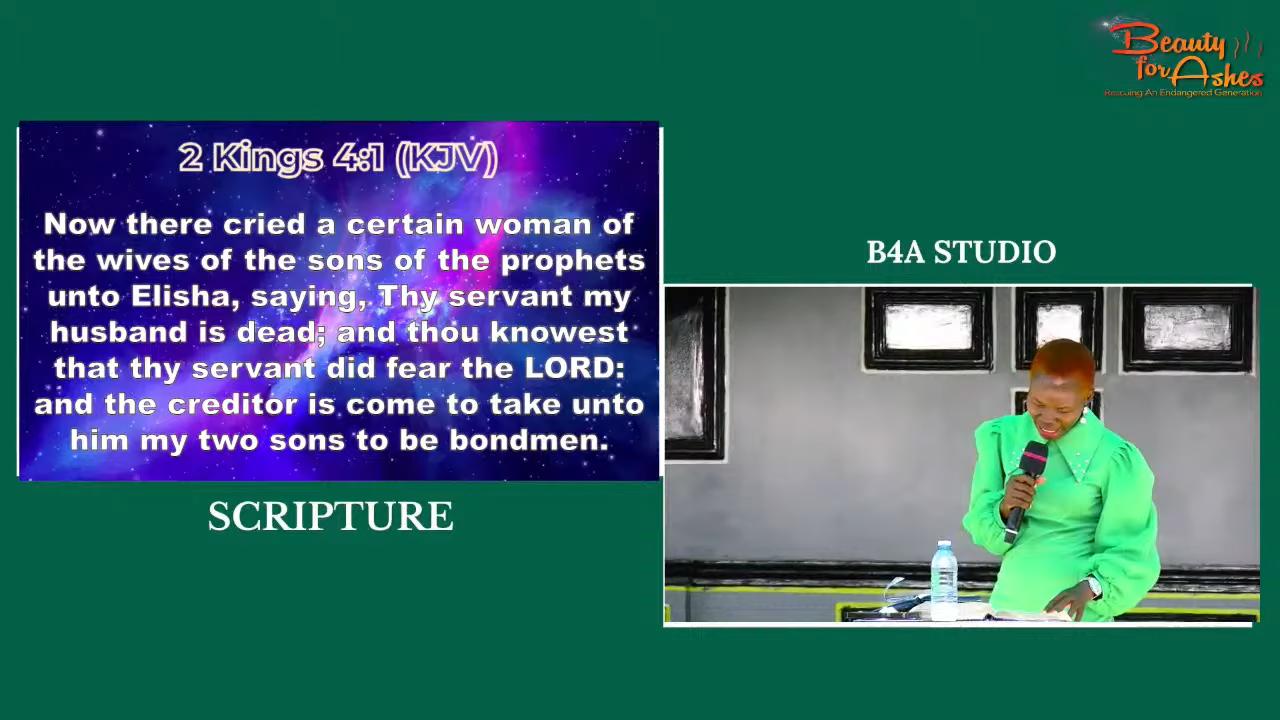 Beauty
for Ashes
Rescuing An Endangered Generation
2 Kings 4:1 (KJV)
Now there cried a certain woman of
the wives of the sons of the prophets
unto Elisha, saying, Thy servant my
husband is dead; and thou knowest
that thy servant did fear the LORD:
and the creditor is come to take unto
him my two sons to be bondmen.
SCRIPTURE
B4A STUDIO